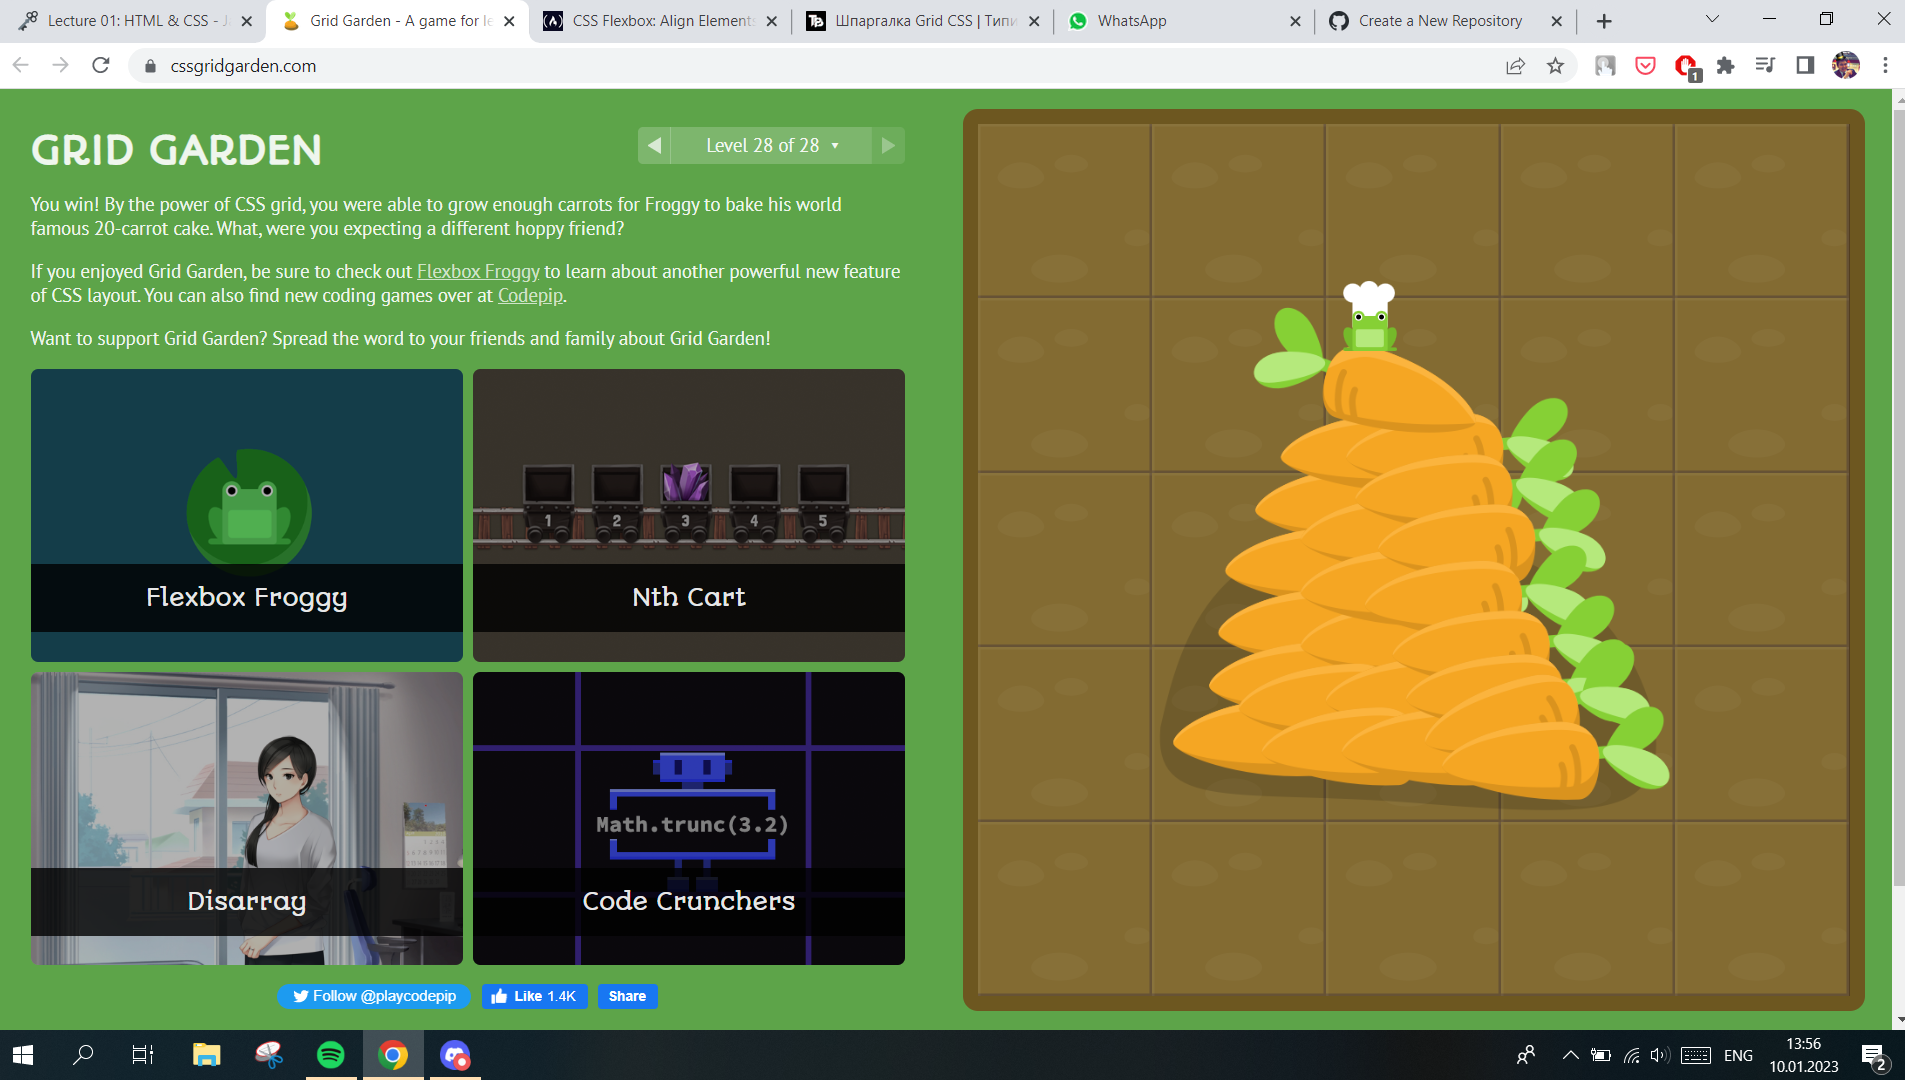 Lecture 01: HTML & CSS - J
Grid Garden - A game for le
CSS Flexbox: Align Elements
Шпаргалка Grid CSS | Типи
WhatsApp
Create a New Repository
cssgridgarden.com
1
GRID GARDEN
Level 28 of 28
You win! By the power of CSS grid, you were able to grow enough carrots for Froggy to bake his world
famous 20-carrot cake. What, were you expecting a different hoppy friend?
If you enjoyed Grid Garden, be sure to check out Flexbox Froggy to learn about another powerful new feature
of CSS layout. You can also find new coding games over at Codepip.
Want to support Grid Garden? Spread the word to your friends and family about Grid Garden!
1 2 3 4 5
Flexbox Froggy
Nth Cart
Math.trunc(3.2)
Disarray
Code Crunchers
Follow @playcodepip
Like 1.4K
Share
ENG
13:56
10.01.2023
2